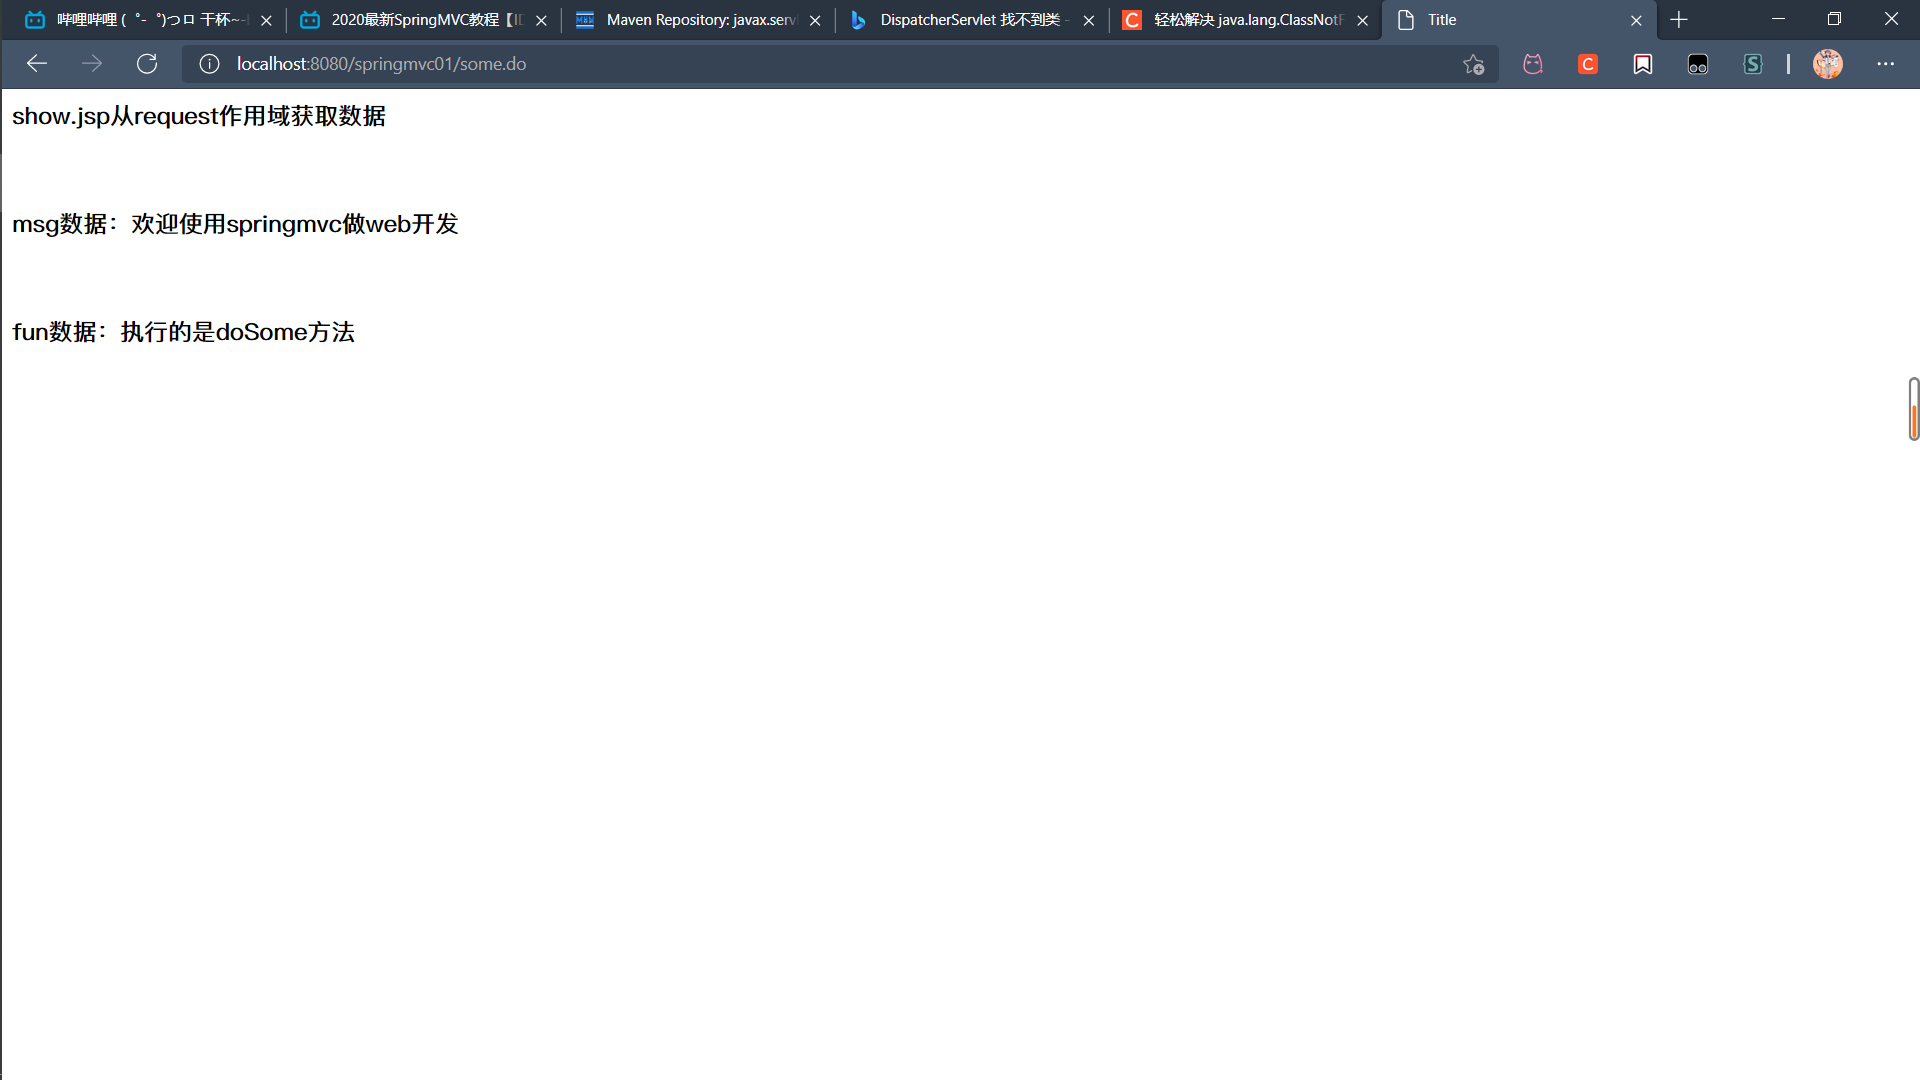 哔哩哔哩 (゜-゜)つロ 干杯~-
2020最新SpringMVC教程【I
Maven Repository: javax.serv
DispatcherServlet 找不到类 -
轻松解决 java.lang.ClassNotF
Title
localhost:8080/springmvc01/some.do
show.jsp从request作用域获取数据
msg数据：欢迎使用springmvc做web开发
fun数据：执行的是doSome方法